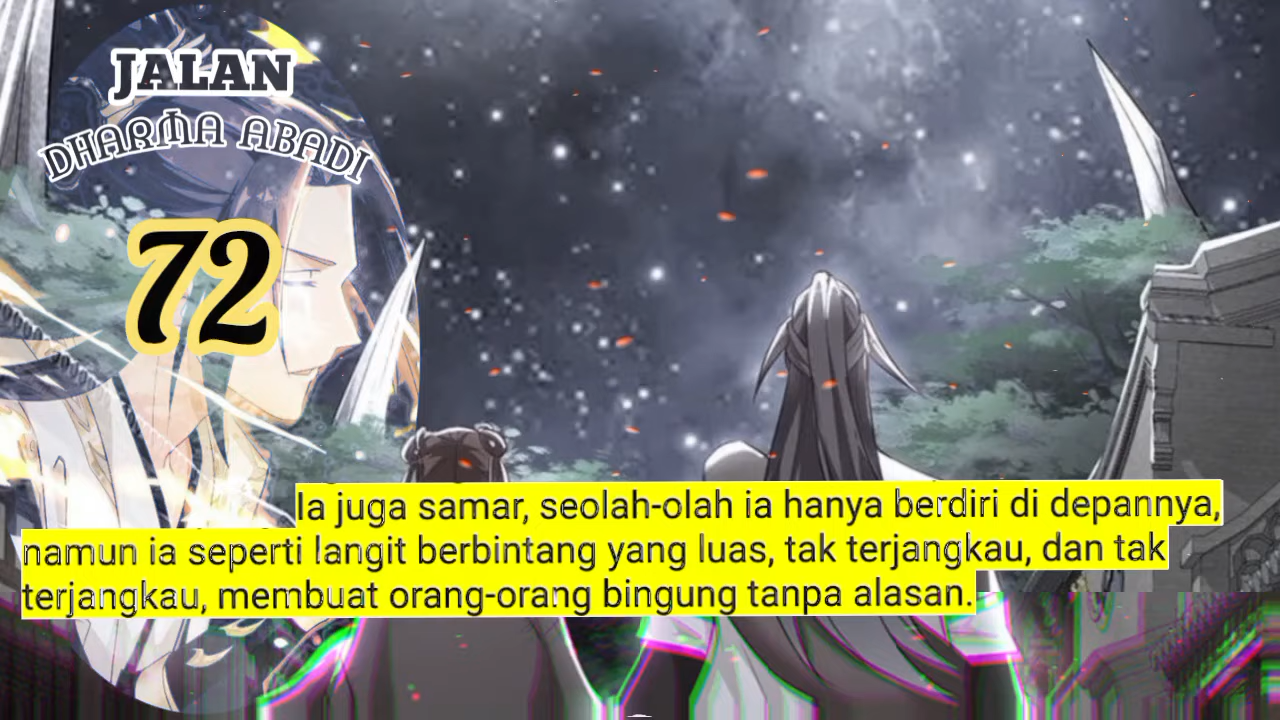 JALAN
DHARMA ABADI
72
Ia juga samar, seolah-olah ia hanya berdiri di depannya,
namun ia seperti langit berbintang yang luas, tak terjangkau, dan tak
terjangkau, membuat orang-orang bingung tanpa alasan.